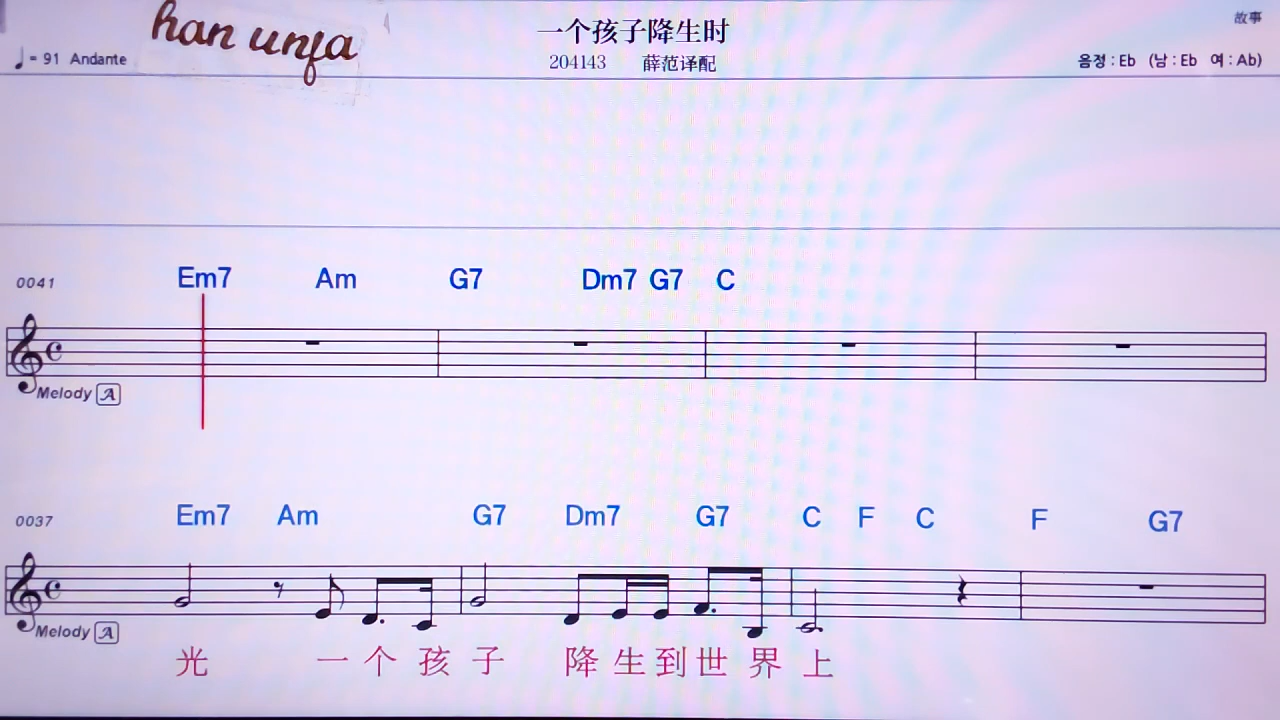 han unja
一个孩子降生时
故事
♩= 91 Andante
204143 薛范译配
음정 : Eb (남 : Eb 여 : Ab)
Em7 Am G7 Dm7 G7 C
0041
Melody A
Em7 Am G7 Dm7 G7 C F C F G7
0037
Melody A
光 一个孩子 降生到世界上